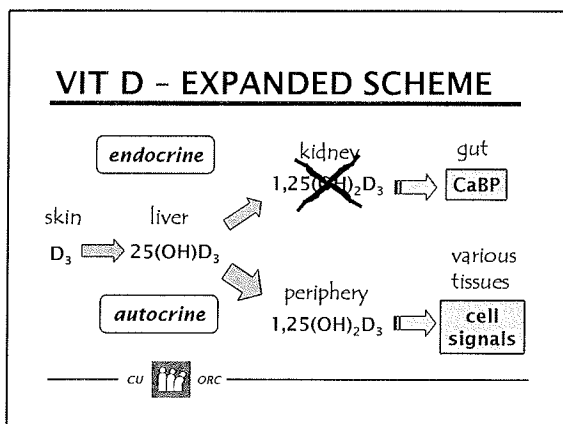 VIT D – EXPANDED SCHEME
endocrine
kidney
1,25(OH)₂D₃
gut
CaBP
skin
D₃
liver
25(OH)D₃
autocrine
periphery
1,25(OH)₂D₃
various
tissues
cell
signals
CU
ORC